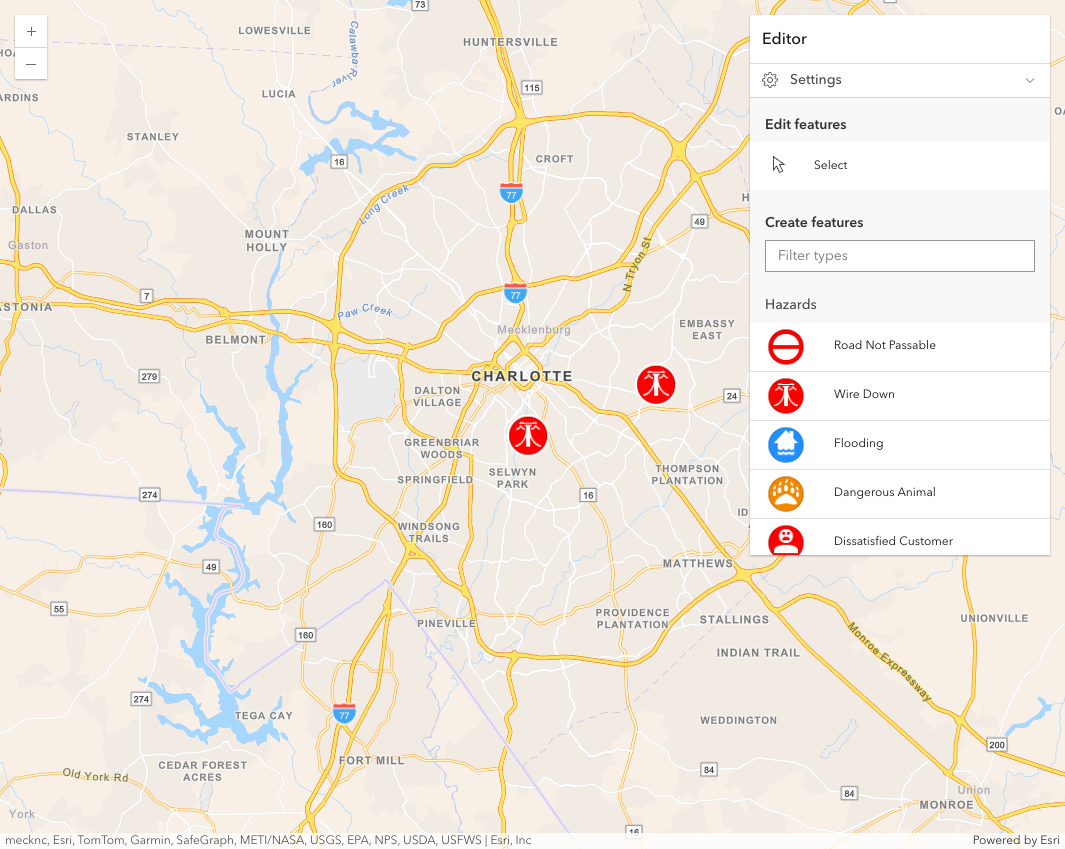 +
−
73
LOWESVILLE
Catawba River
HUNTERSVILLE
115
LUCIA
ARDINS
STANLEY
16
CROFT
77
Long Creek
DALLAS
Gaston
MOUNT
HOLLY
49
N Tryon St
77
7
Paw Creek
Mecklenburg
ASTONIA
BELMONT
EMBASSY
EAST
CHARLOTTE
279
DALTON
VILLAGE
24
GREENBRIAR
WOODS
SELWYN
PARK
SPRINGFIELD
THOMPSON
PLANTATION
274
16
160
WINDSONG
TRAILS
ID
49
MATTHEWS
55
PINEVILLE
PROVIDENCE
PLANTATION
STALLINGS
UNIONVILLE
160
INDIAN TRAIL
Monroe Expressway
274
TEGA CAY
77
WEDDINGTON
200
CEDAR FOREST
ACRES
FORT MILL
Old York Rd
84
84
Union
MONROE
York
16
Editor
Settings
Edit features
Select
Create features
Filter types
Hazards
Road Not Passable
Wire Down
Flooding
Dangerous Animal
Dissatisfied Customer
mecknc, Esri, TomTom, Garmin, SafeGraph, METI/NASA, USGS, EPA, NPS, USDA, USFWS | Esri, Inc
Powered by Esri